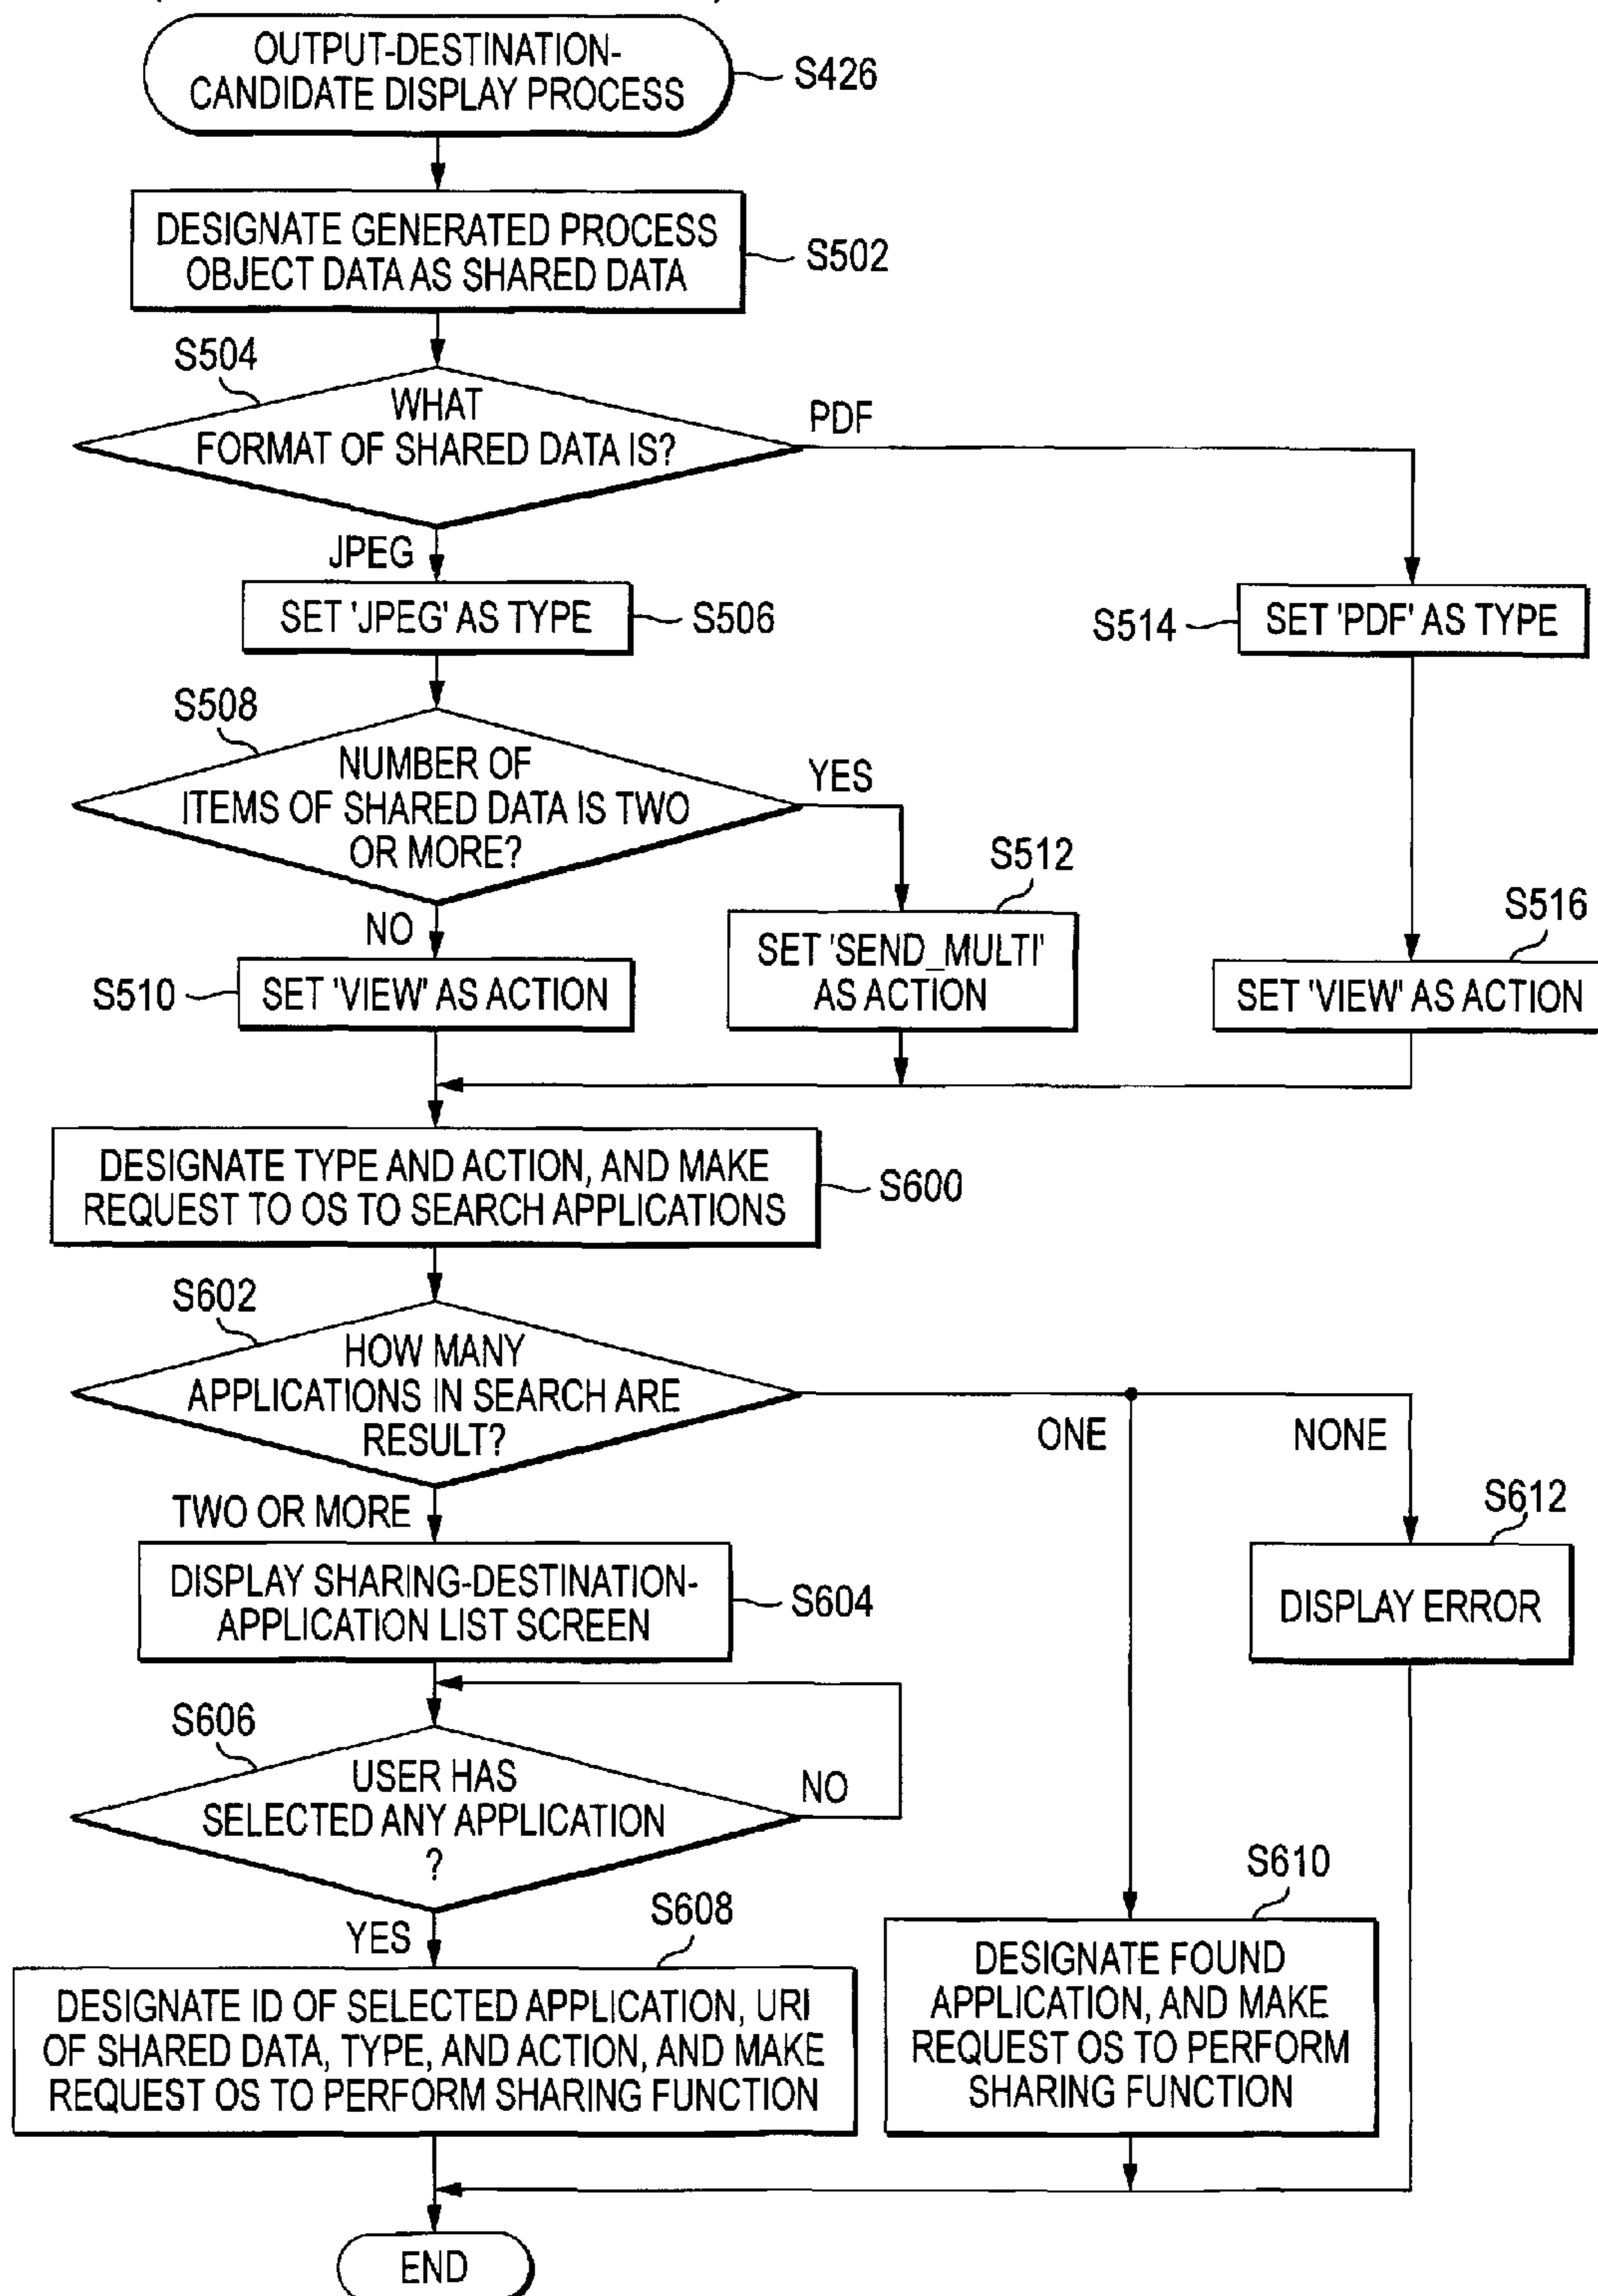 OUTPUT-DESTINATION-
CANDIDATE DISPLAY PROCESS
S426
DESIGNATE GENERATED PROCESS
OBJECT DATA AS SHARED DATA
S502
S504
WHAT
FORMAT OF SHARED DATA IS?
PDF
JPEG
SET 'JPEG' AS TYPE
S506
S514
SET 'PDF' AS TYPE
S508
NUMBER OF
ITEMS OF SHARED DATA IS TWO
OR MORE?
YES
NO
S510
SET 'VIEW' AS ACTION
S512
SET 'SEND_MULTI'
AS ACTION
S516
SET 'VIEW' AS ACTION
DESIGNATE TYPE AND ACTION, AND MAKE
REQUEST TO OS TO SEARCH APPLICATIONS
S600
S602
HOW MANY
APPLICATIONS IN SEARCH ARE
RESULT?
ONE
NONE
TWO OR MORE
S612
DISPLAY ERROR
DISPLAY SHARING-DESTINATION-
APPLICATION LIST SCREEN
S604
S606
USER HAS
SELECTED ANY APPLICATION
?
NO
YES
S608
DESIGNATE ID OF SELECTED APPLICATION, URI
OF SHARED DATA, TYPE, AND ACTION, AND MAKE
REQUEST OS TO PERFORM SHARING FUNCTION
S610
DESIGNATE FOUND
APPLICATION, AND MAKE
REQUEST OS TO PERFORM
SHARING FUNCTION
END